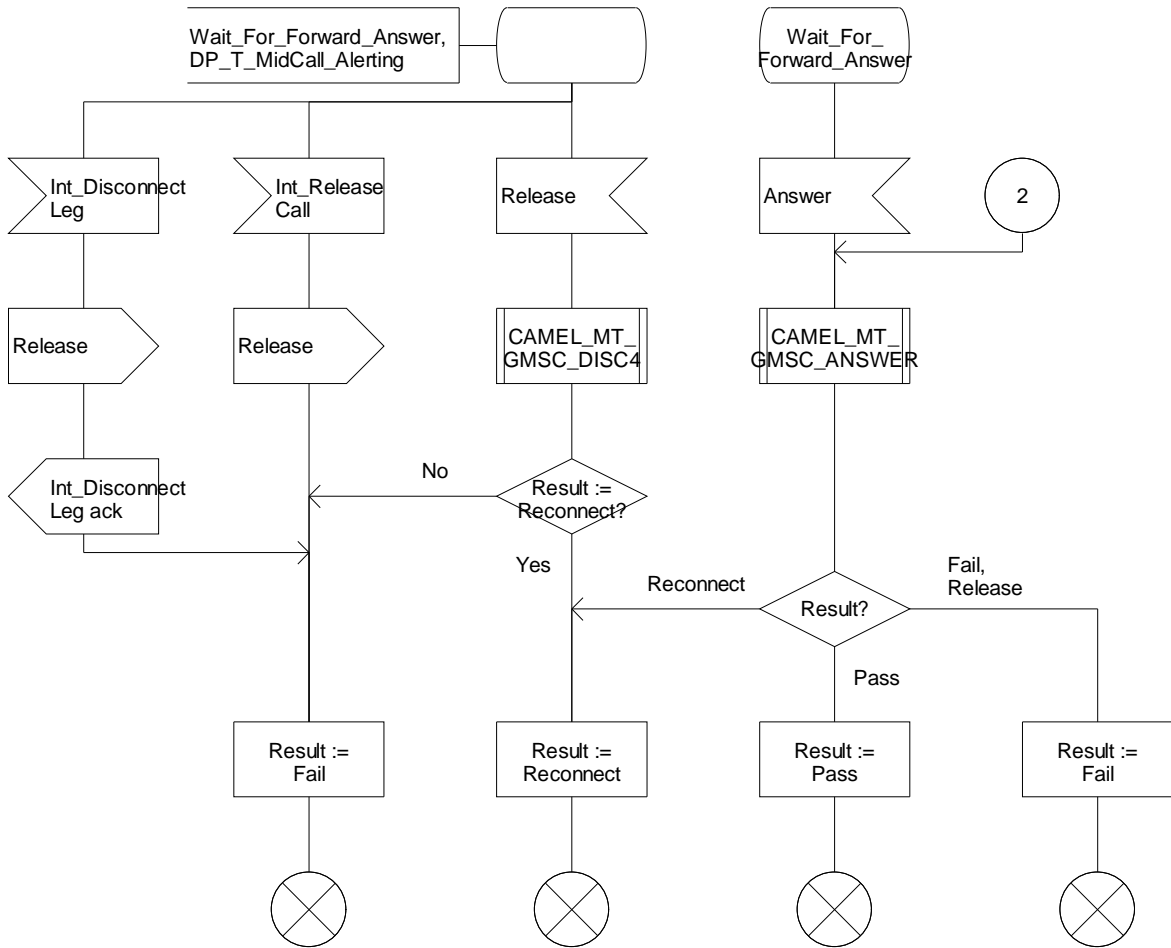 Wait_For_Forward_Answer,
DP_T_MidCall_Alerting
Wait_For_
Forward_Answer
Int_Disconnect
Leg
Int_Release
Call
Release
Answer
2
Release
Release
CAMEL_MT_
GMSC_DISC4
CAMEL_MT_
GMSC_ANSWER
Int_Disconnect
Leg ack
No
Result :=
Reconnect?
Yes
Reconnect
Result?
Fail,
Release
Pass
Result :=
Fail
Result :=
Reconnect
Result :=
Pass
Result :=
Fail